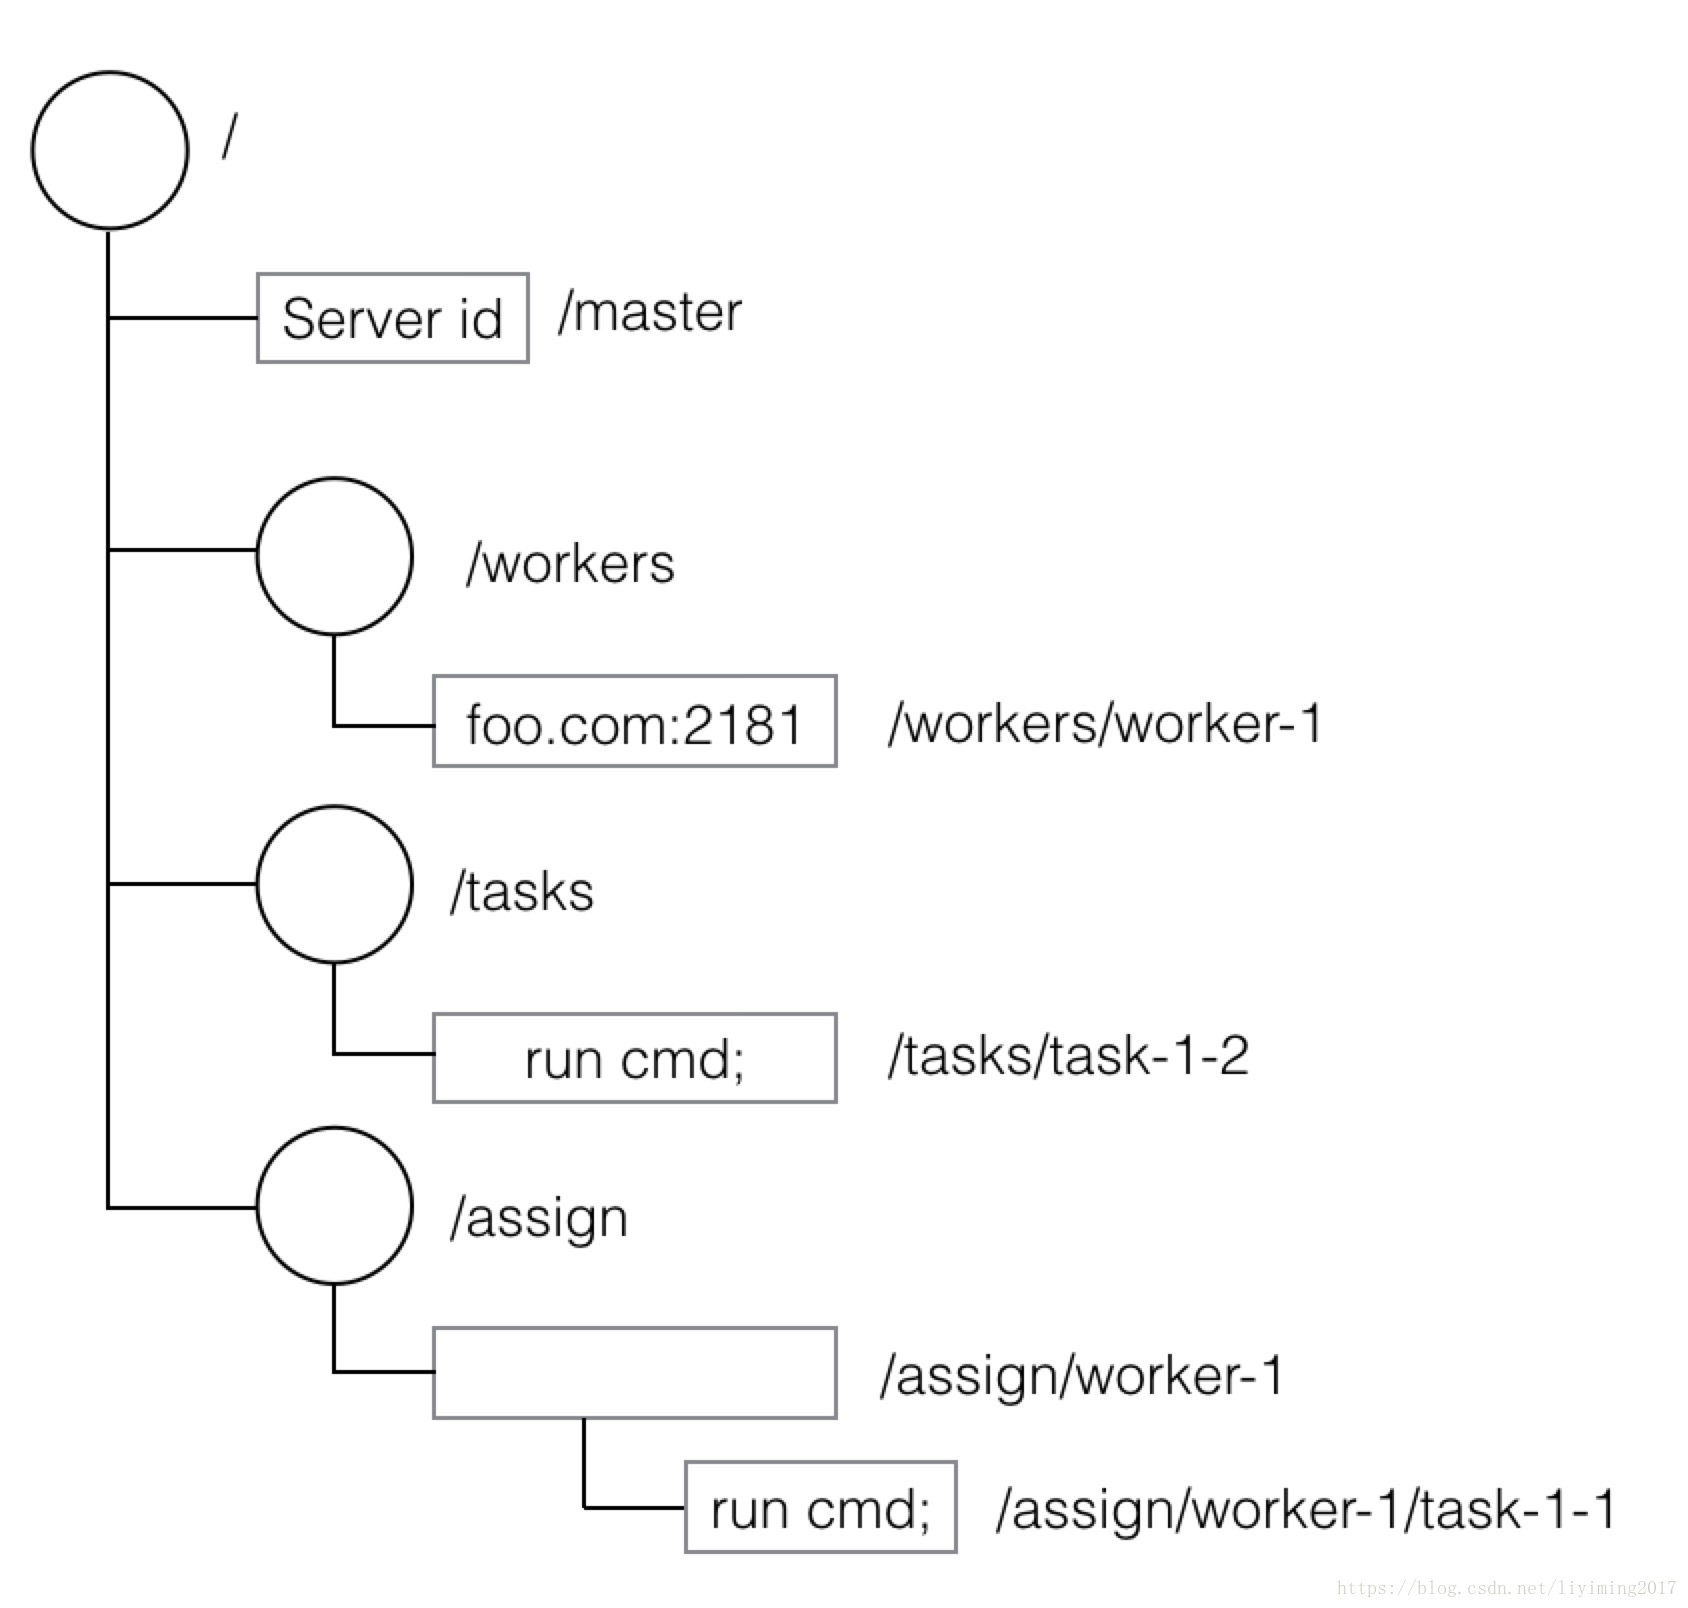 /
Server id /master
/workers
foo.com:2181 /workers/worker-1
/tasks
run cmd; /tasks/task-1-2
/assign
/assign/worker-1
run cmd; /assign/worker-1/task-1-1
https://blog.csdn.net/liyiming2017